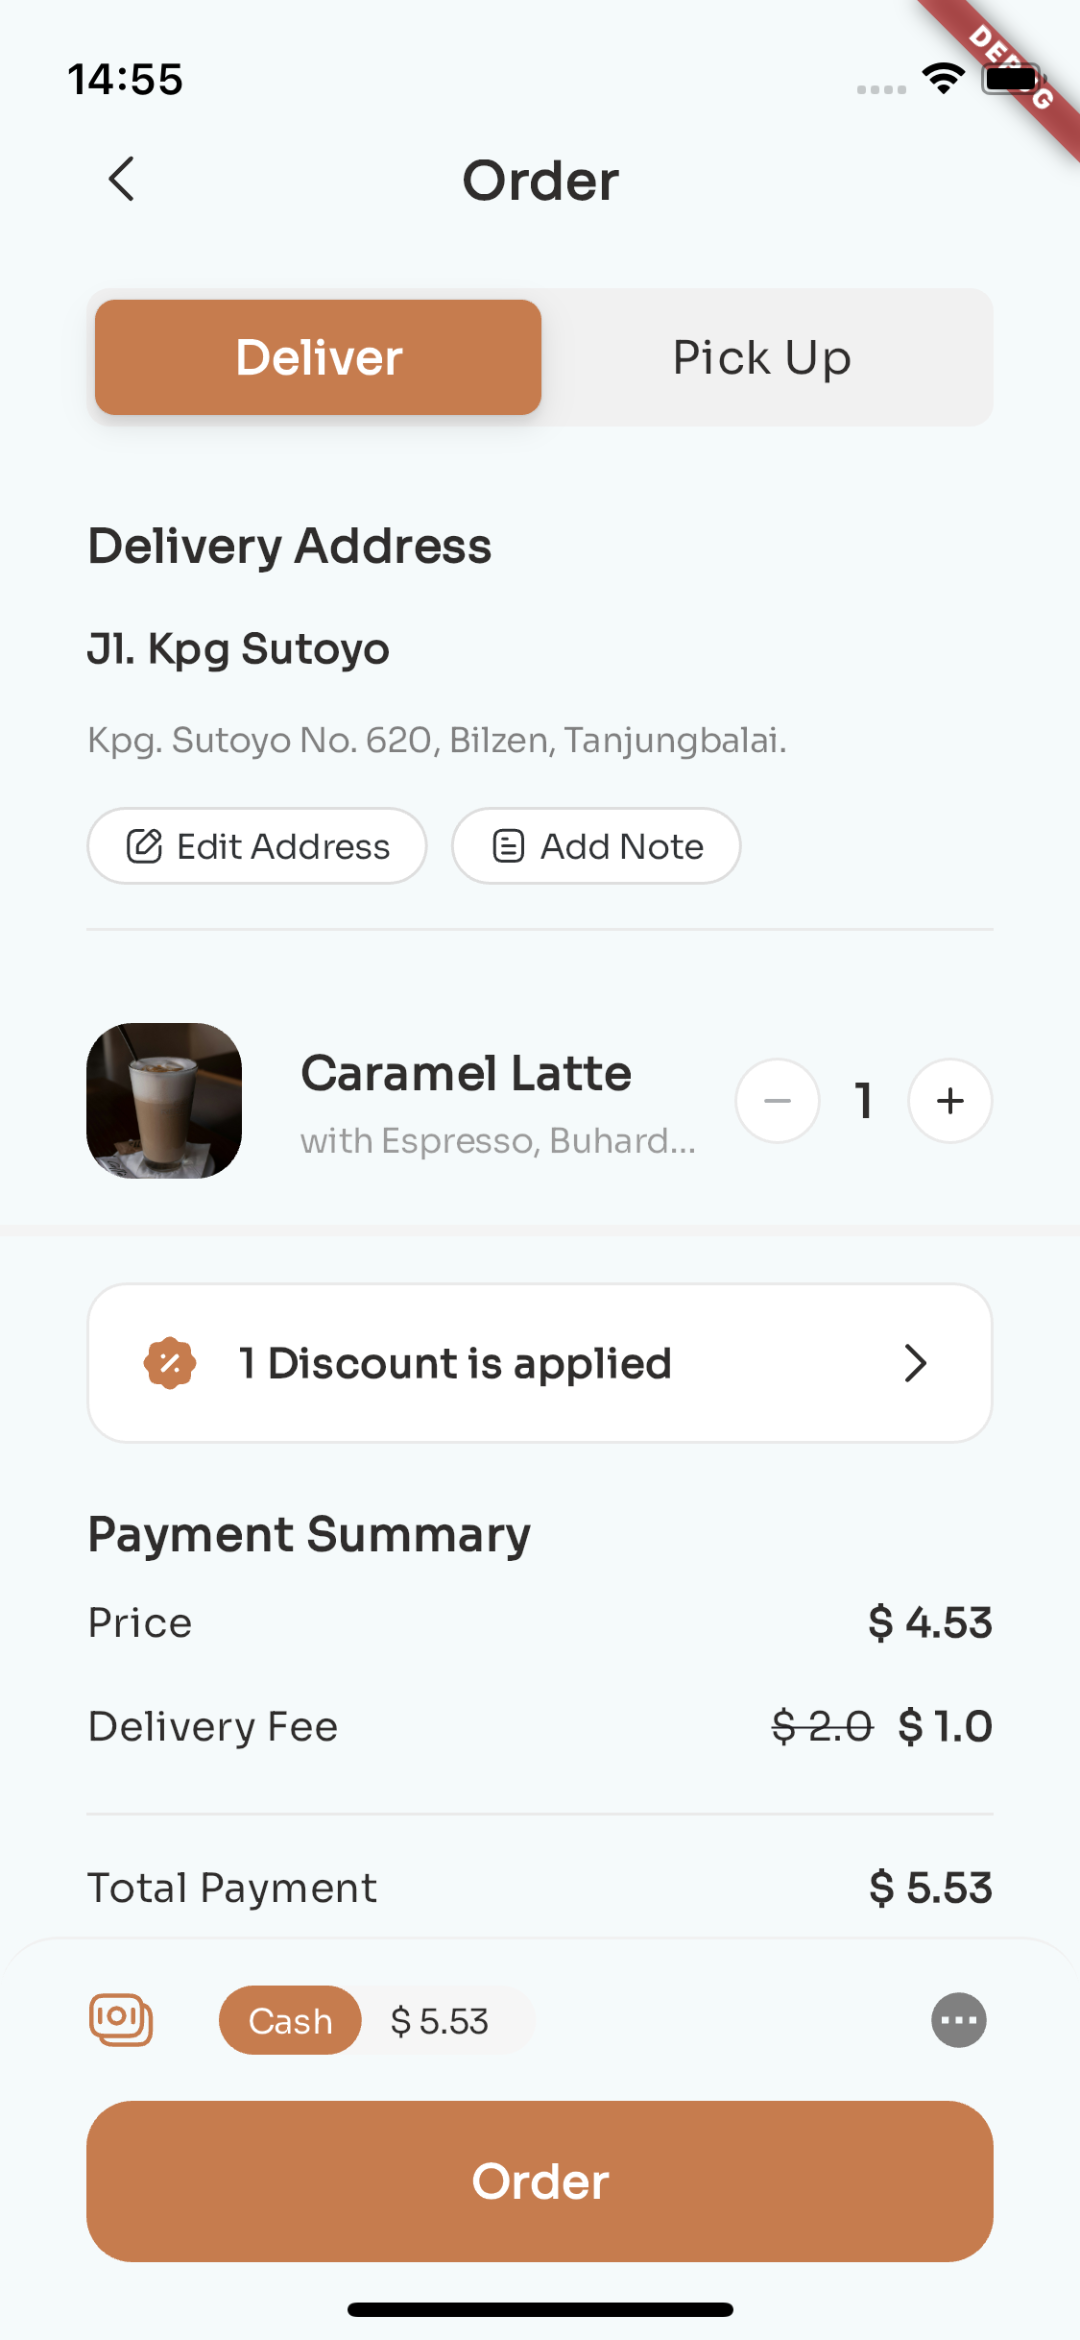 14:55
DEBUG
Order
Deliver
Pick Up
Delivery Address
Jl. Kpg Sutoyo
Kpg. Sutoyo No. 620, Bilzen, Tanjungbalai.
Edit Address
Add Note
Caramel Latte
with Espresso, Buhard...
1
1 Discount is applied
Payment Summary
Price $ 4.53
Delivery Fee $ 2.0 $ 1.0
Total Payment $ 5.53
Cash $ 5.53
Order